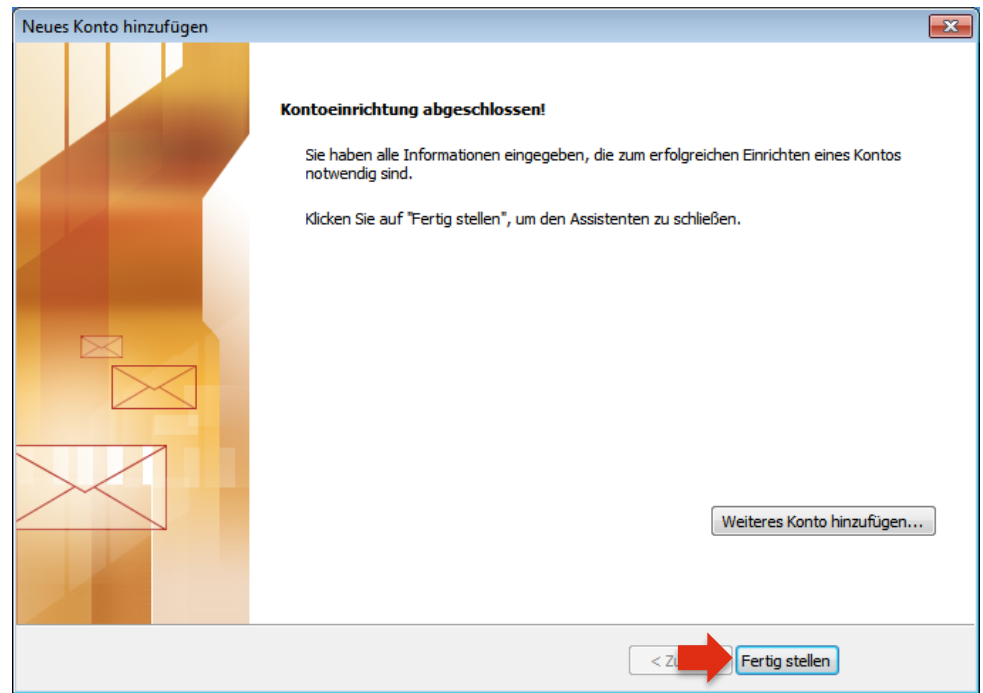 Neues Konto hinzufügen
Kontoeinrichtung abgeschlossen!
Sie haben alle Informationen eingegeben, die zum erfolgreichen Einrichten eines Kontos
notwendig sind.
Klicken Sie auf "Fertig stellen", um den Assistenten zu schließen.
Weiteres Konto hinzufügen...
< Fertig stellen